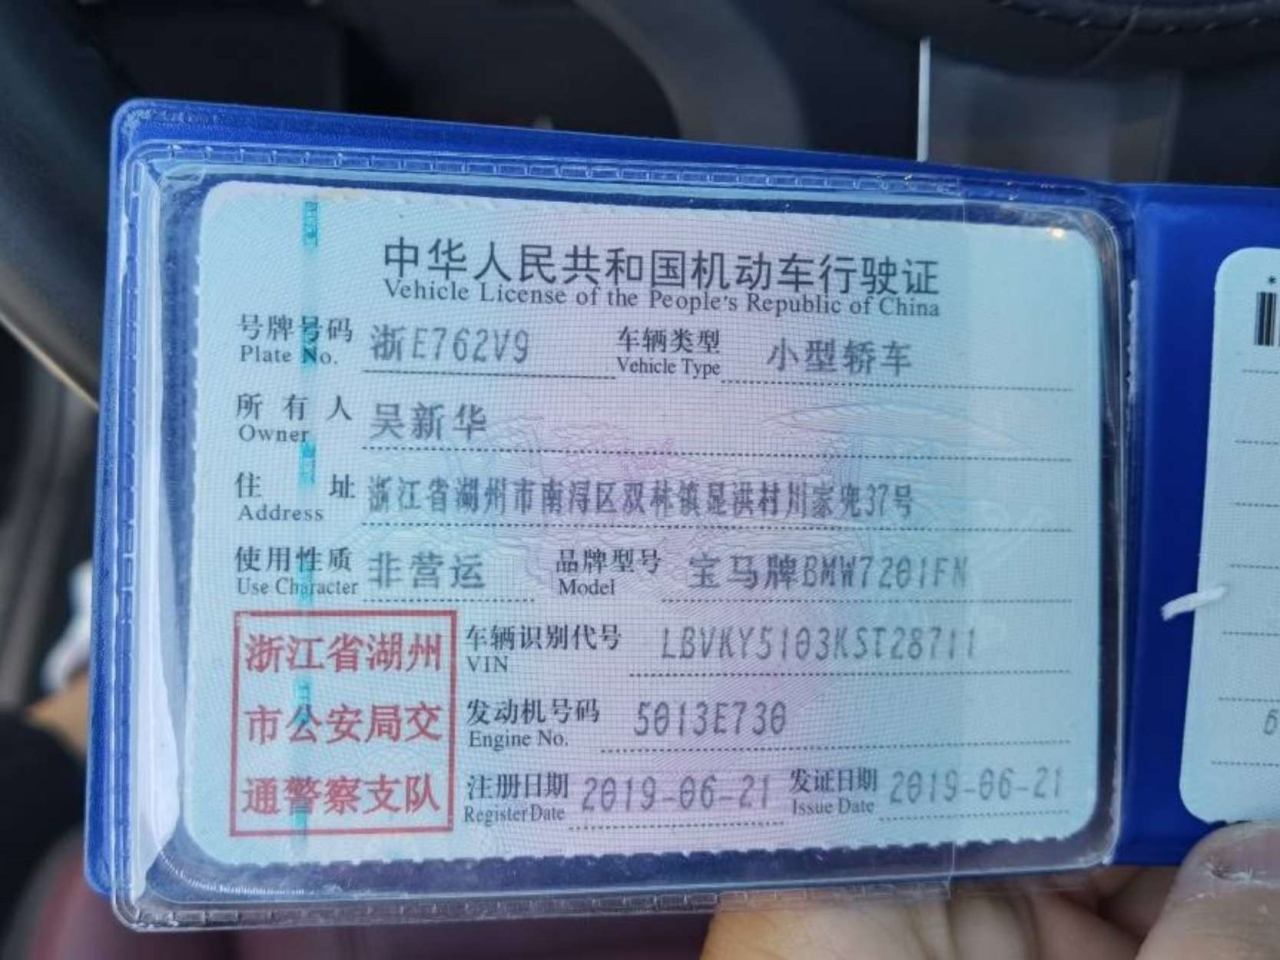 中华人民共和国机动车行驶证
Vehicle License of the People's Republic of China
号牌号码 浙E762V9 车辆类型 小型轿车
Plate No. Vehicle Type
所有人 吴新华
Owner
住址 浙江省湖州市南浔区双林镇显洪村川家兜37号
Address
使用性质 非营运 品牌型号 宝马牌BMW7201FN
Use Character Model
浙江省湖州
市公安局交
通警察支队
车辆识别代号 LBVKY5103KST28711
VIN
发动机号码 5013E730
Engine No.
注册日期 2019-06-21 发证日期 2019-06-21
Register Date Issue Date